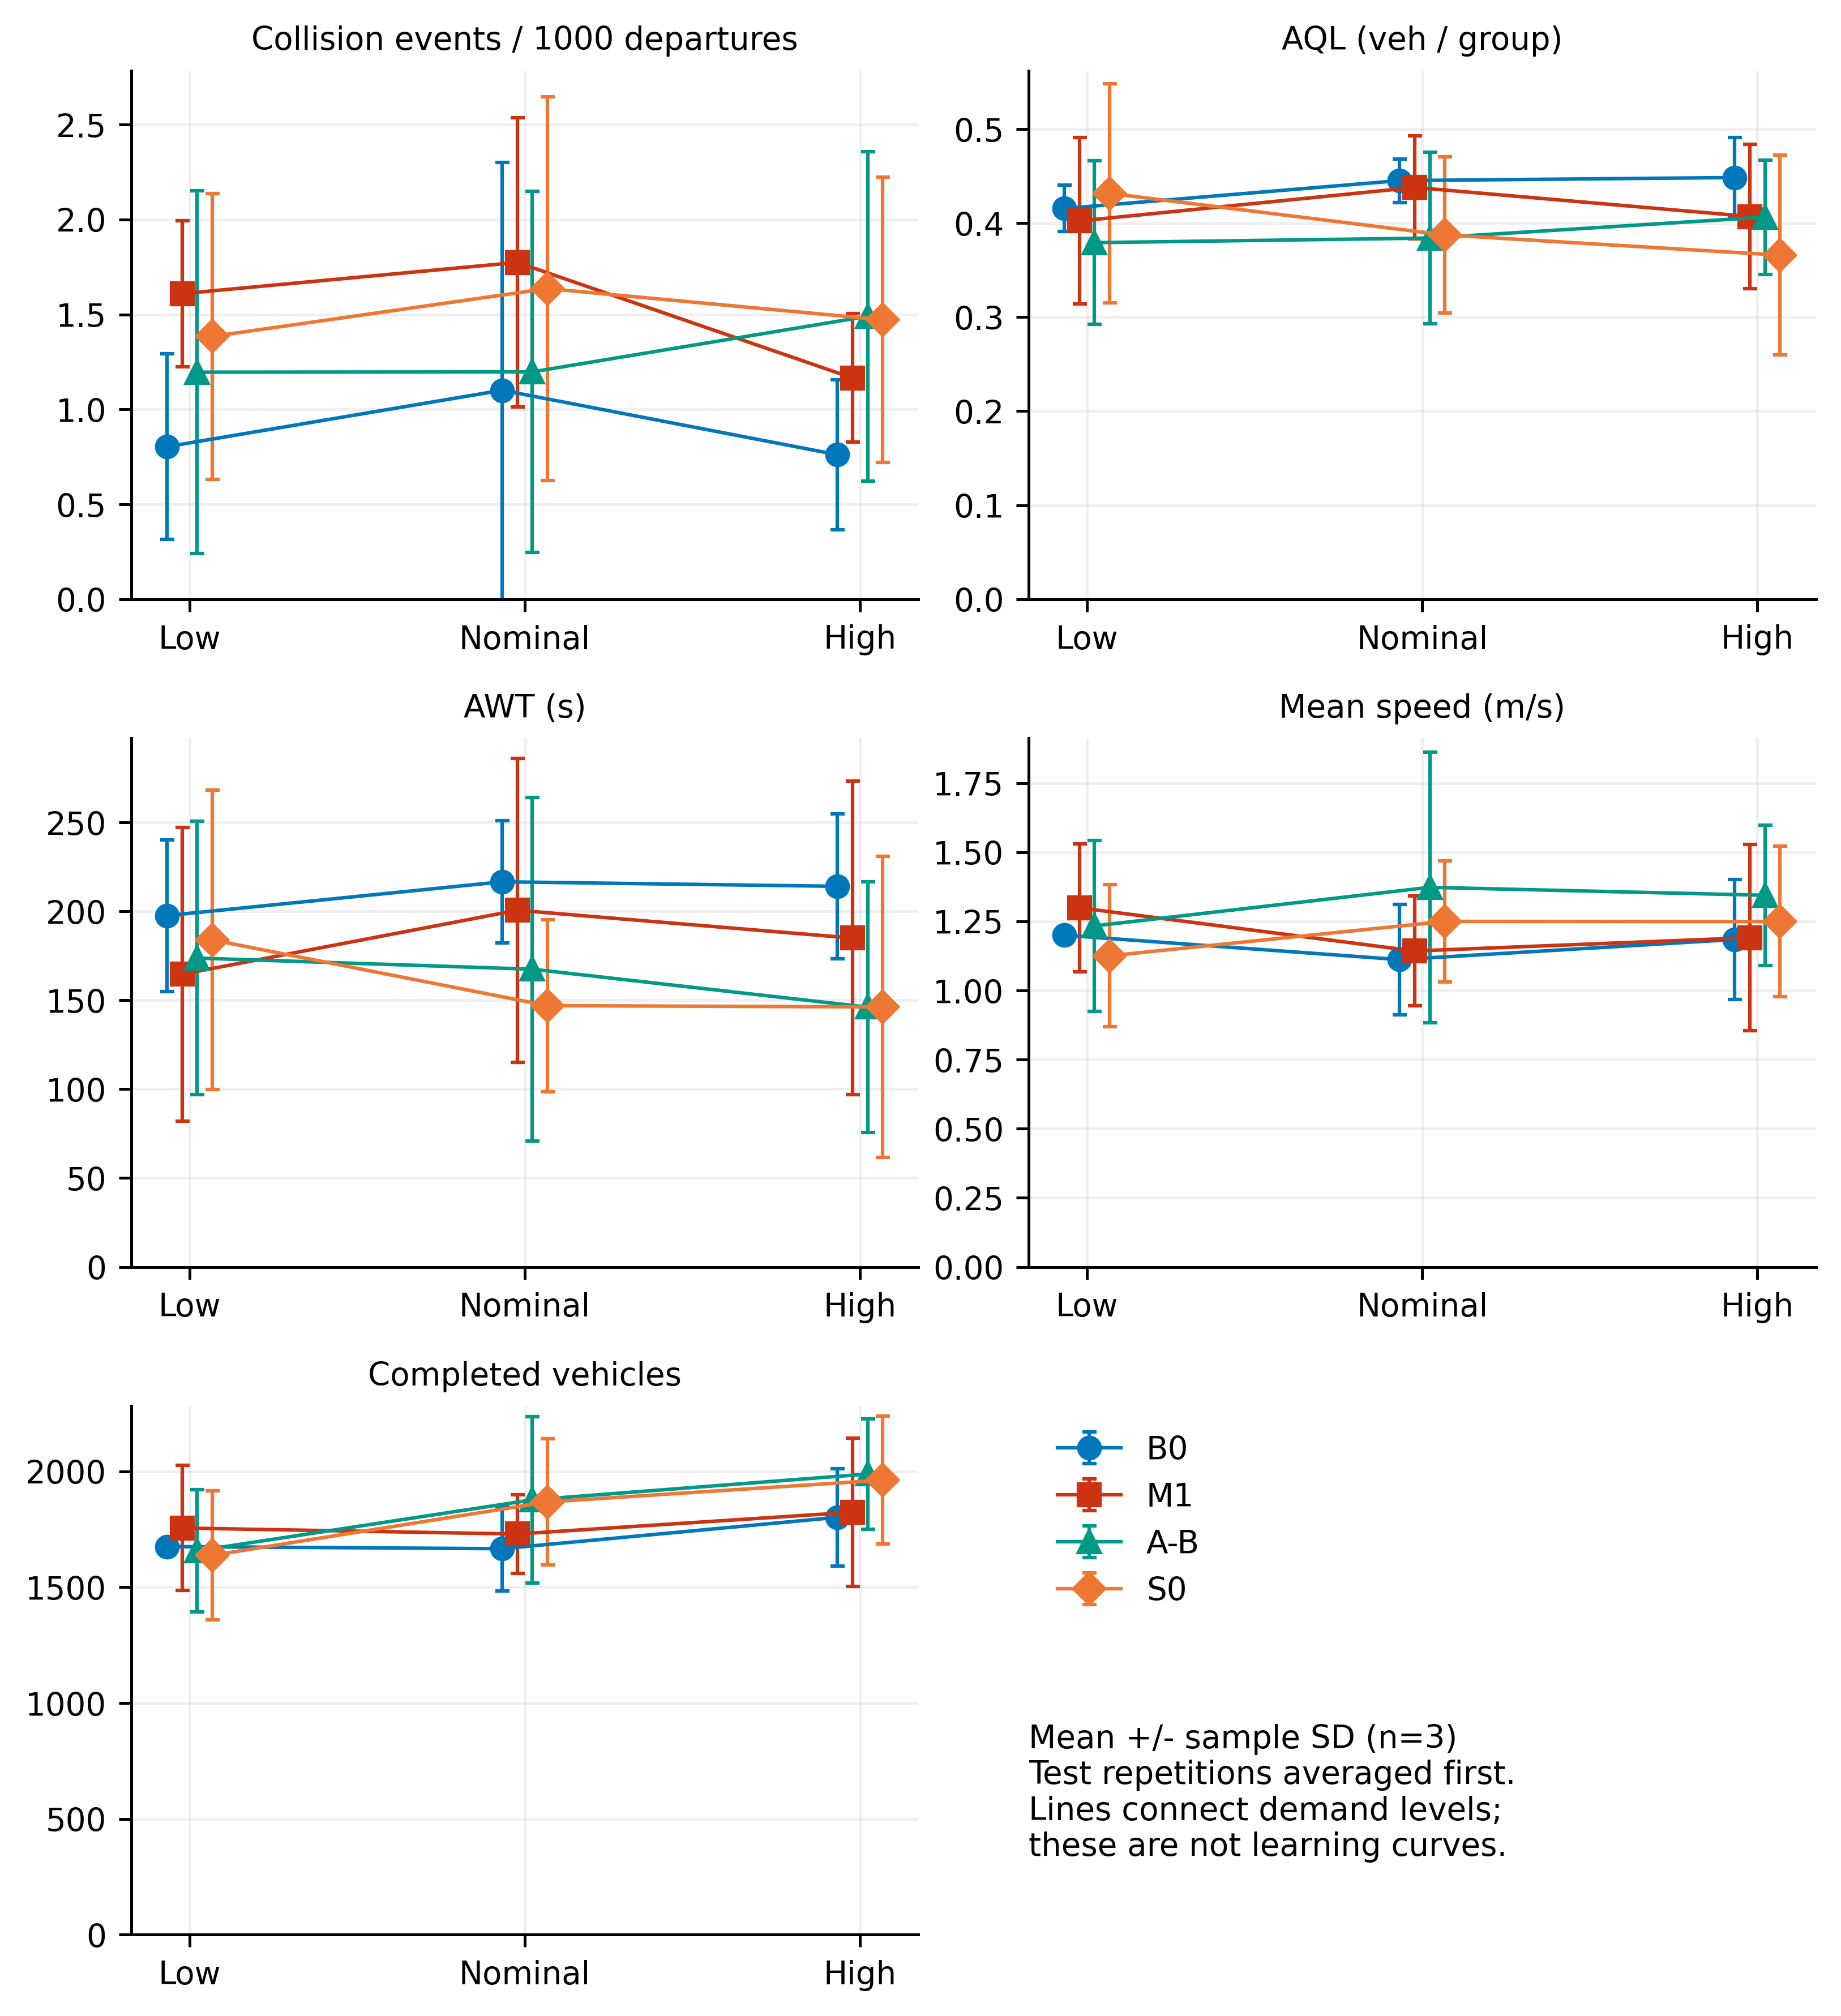 Collision events / 1000 departures
2.5
2.0
1.5
1.0
0.5
0.0
Low Nominal High
AQL (veh / group)
0.5
0.4
0.3
0.2
0.1
0.0
Low Nominal High
AWT (s)
250
200
150
100
50
0
Low Nominal High
Mean speed (m/s)
1.75
1.50
1.25
1.00
0.75
0.50
0.25
0.00
Low Nominal High
Completed vehicles
2000
1500
1000
500
0
Low Nominal High
B0
M1
A-B
S0
Mean +/- sample SD (n=3)
Test repetitions averaged first.
Lines connect demand levels;
these are not learning curves.